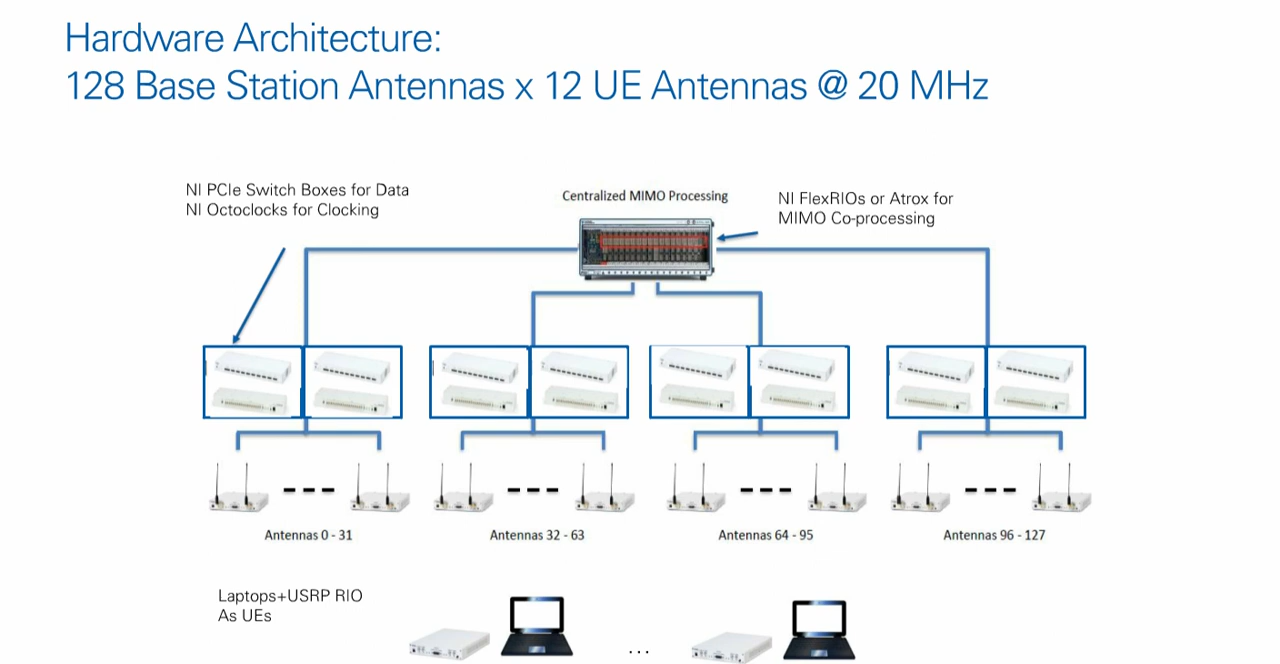 Hardware Architecture:
128 Base Station Antennas x 12 UE Antennas @ 20 MHz
NI PCIe Switch Boxes for Data
NI Octoclocks for Clocking
Centralized MIMO Processing
NI FlexRIOs or Atrox for
MIMO Co-processing
Antennas 0 - 31
Antennas 32 - 63
Antennas 64 - 95
Antennas 96 - 127
Laptops+USRP RIO
As UEs
...